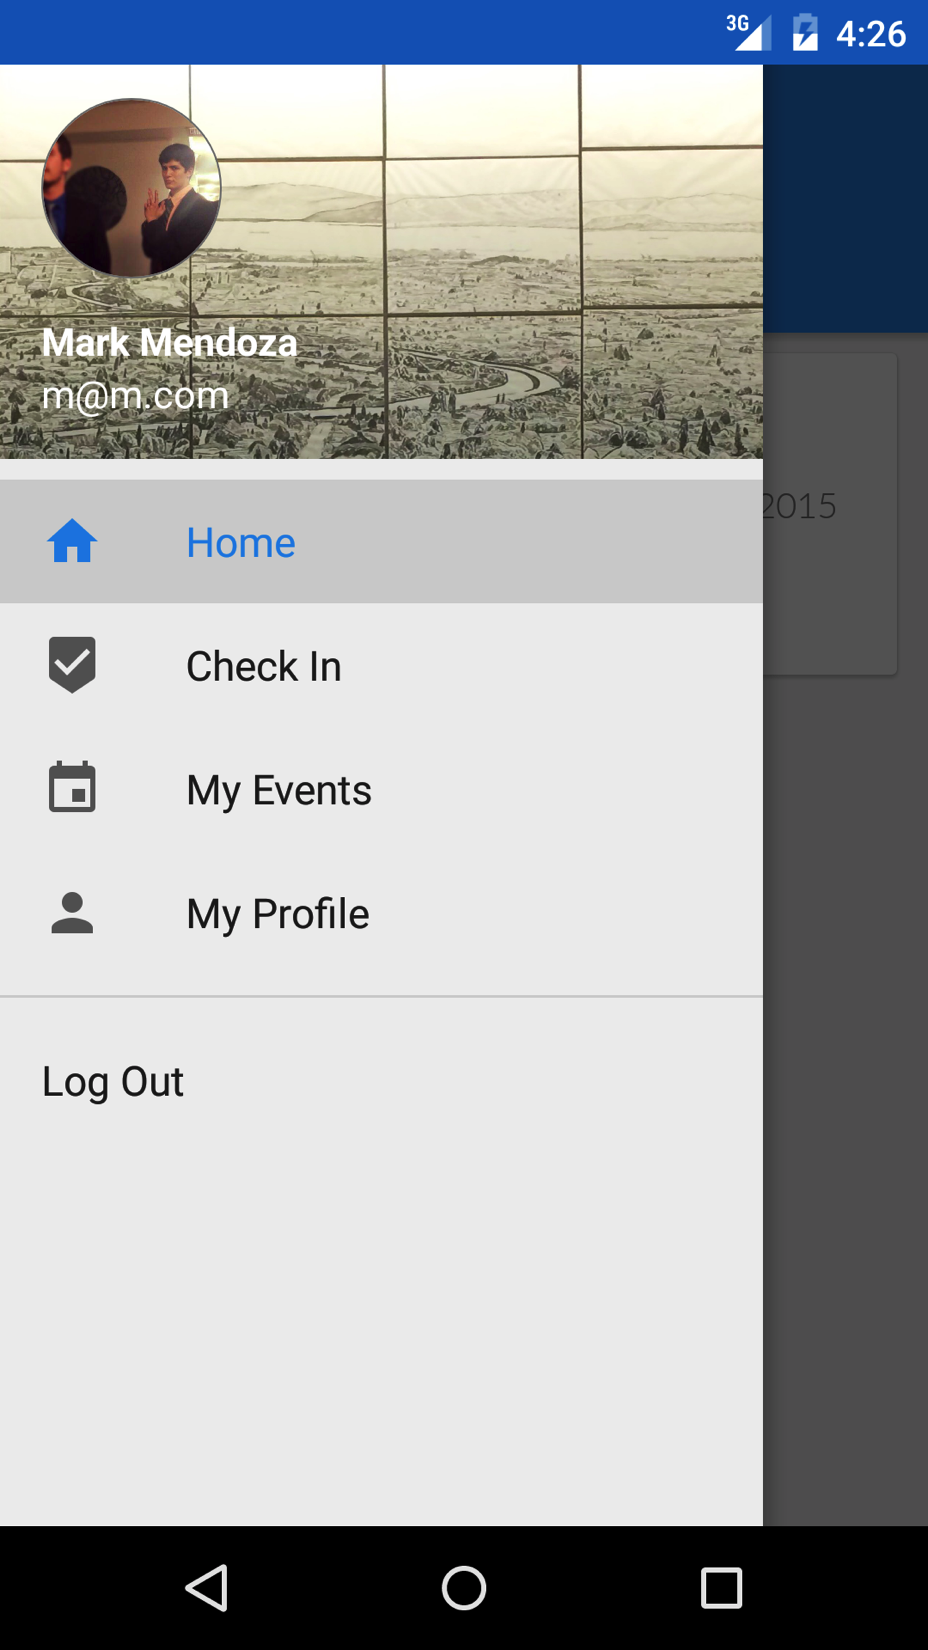 3G 4:26
Mark Mendoza
m@m.com
Home
2015
Check In
My Events
My Profile
Log Out